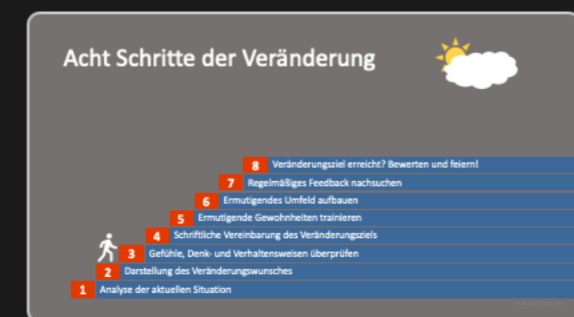 Acht Schritte der Veränderung
8 Veränderungsziel erreicht? Bewerten und feiern!
7 Regelmäßiges Feedback nachsuchen
6 Ermutigendes Umfeld aufbauen
5 Ermutigende Gewohnheiten trainieren
4 Schriftliche Vereinbarung des Veränderungsziels
3 Gefühle, Denk- und Verhaltensweisen überprüfen
2 Darstellung des Veränderungswunsches
1 Analyse der aktuellen Situation